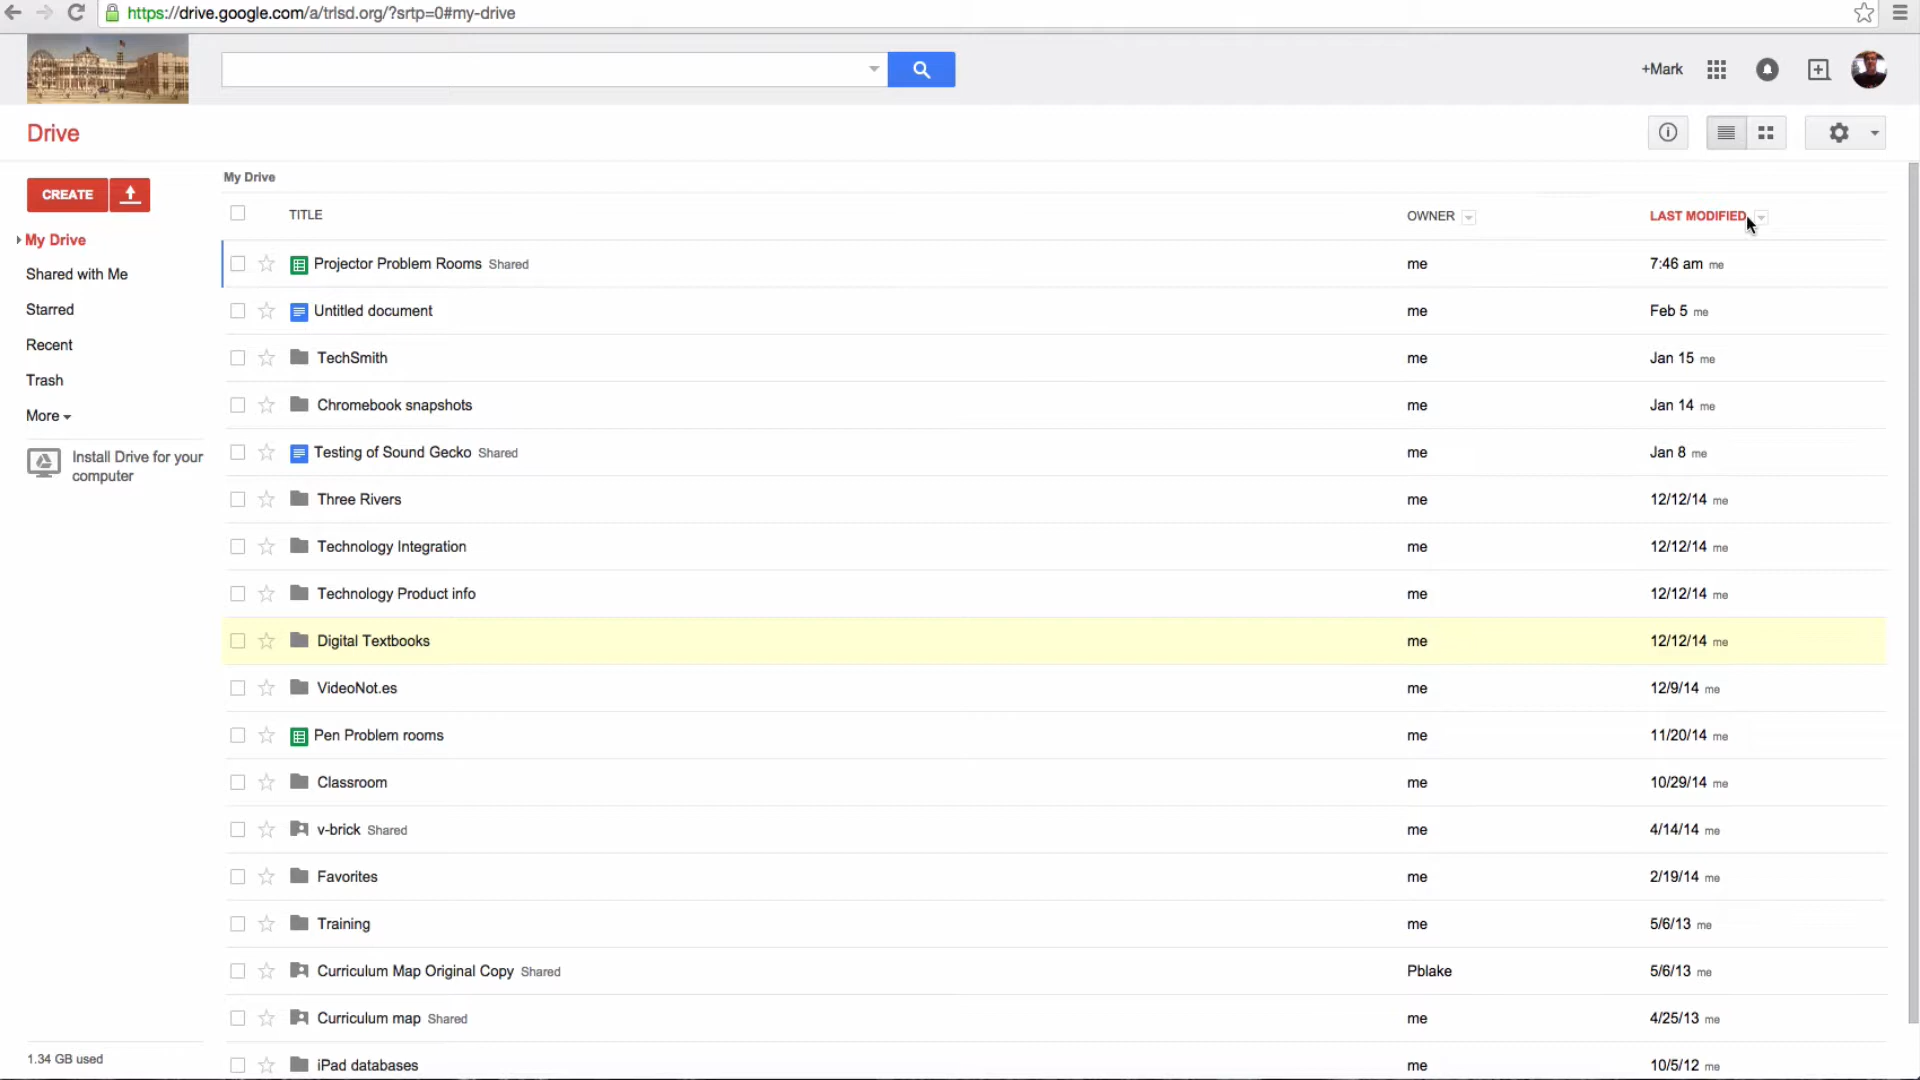 https://drive.google.com/a/trlsd.org/?srtp=0#my-drive
+Mark
Drive
My Drive
CREATE
TITLE
OWNER
LAST MODIFIED
My Drive
Shared with Me
Starred
Recent
Trash
More
Install Drive for your
computer
Projector Problem Rooms Shared me 7:46 am me
Untitled document me Feb 5 me
TechSmith me Jan 15 me
Chromebook snapshots me Jan 14 me
Testing of Sound Gecko Shared me Jan 8 me
Three Rivers me 12/12/14 me
Technology Integration me 12/12/14 me
Technology Product info me 12/12/14 me
Digital Textbooks me 12/12/14 me
VideoNot.es me 12/9/14 me
Pen Problem rooms me 11/20/14 me
Classroom me 10/29/14 me
v-brick Shared me 4/14/14 me
Favorites me 2/19/14 me
Training me 5/6/13 me
Curriculum Map Original Copy Shared Pblake 5/6/13 me
Curriculum map Shared me 4/25/13 me
iPad databases me 10/5/12 me
1.34 GB used